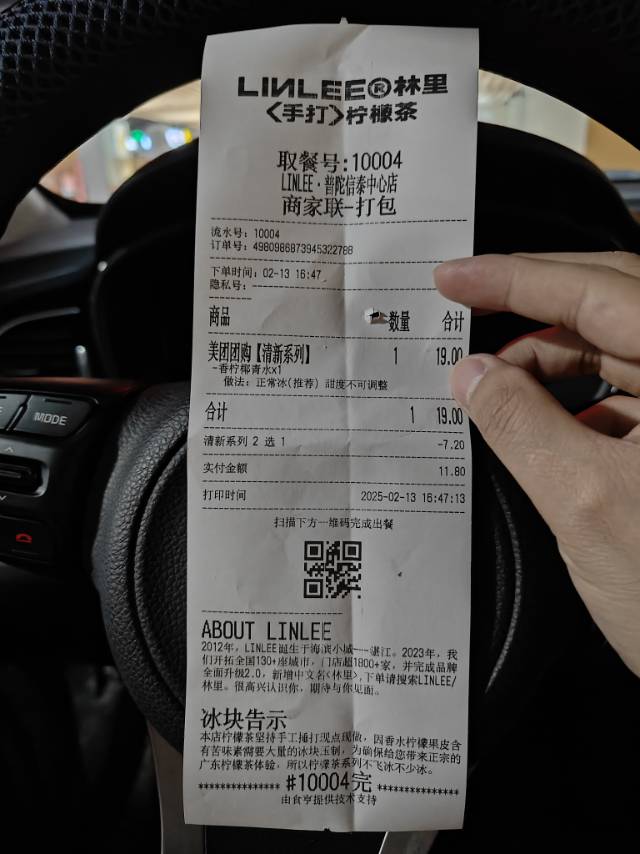 LINLEE®林里
〈手打〉柠檬茶
取餐号:10004
LINLEE·普陀信泰中心店
商家联-打包
流水号: 10004
订单号: 4980986873945322788
下单时间: 02-13 16:47
隐私号:
商品 数量 合计
美团团购【清新系列】 1 19.00
-香柠椰青水x1
做法: 正常冰(推荐) 甜度不可调整
合计 1 19.00
清新系列 2 选 1 -7.20
实付金额 11.80
打印时间 2025-02-13 16:47:13
扫描下方一维码完成出餐
ABOUT LINLEE
2012年, LINLEE诞生于海滨小城----湛江。2023年, 我
们开拓全国130+座城市, 门店超1800+家, 并完成品牌
全面升级2.0, 新增中文名<林里>,下单请搜索LINLEE/
林里。很高兴认识你, 期待与你见面。
冰块告示
本店柠檬茶坚持手工捶打现点现做, 因香水柠檬果皮含
有苦味素需要大量的冰块压制, 为确保给您带来正宗的
广东柠檬茶体验, 所以柠檬茶系列不飞冰不少冰。
*************** #10004完 ***************
由食亨提供技术支持
MODE